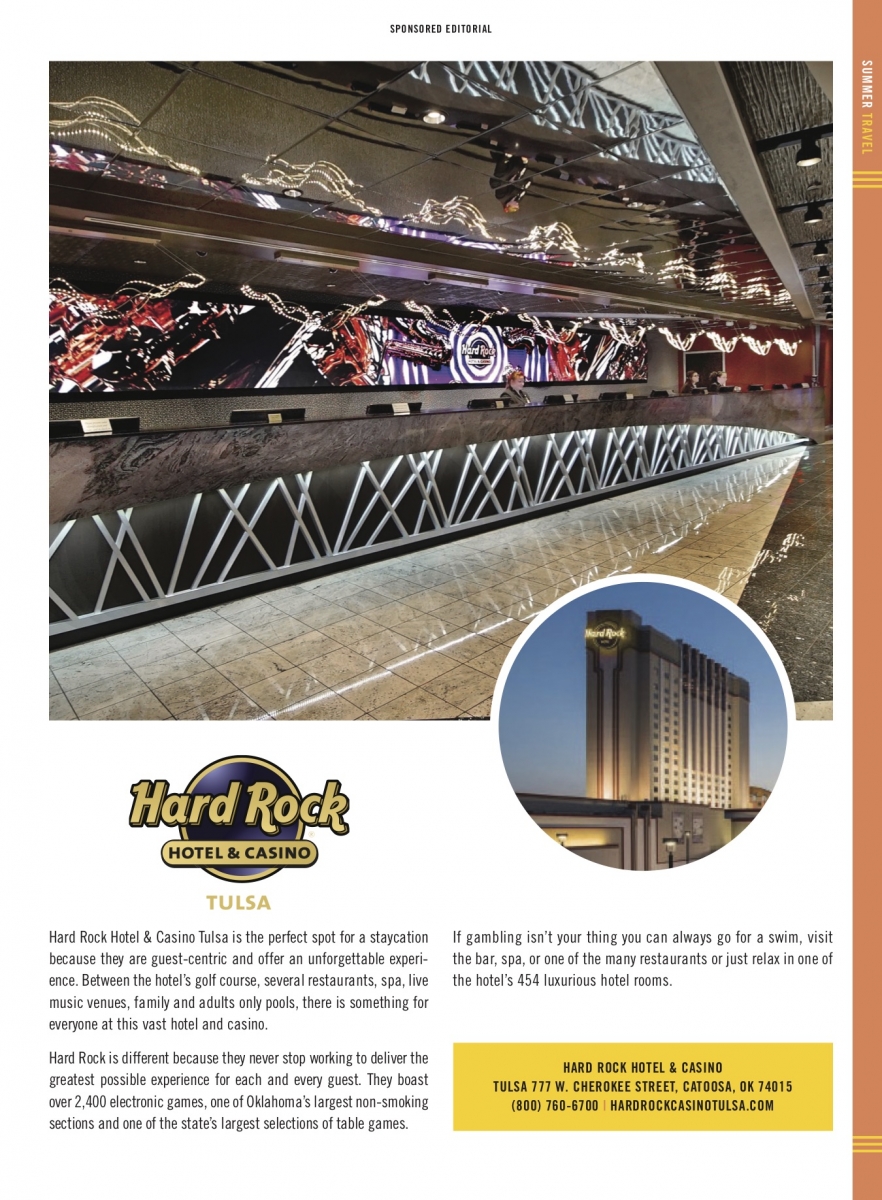 SPONSORED EDITORIAL
SUMMER TRAVEL
Hard Rock
HOTEL & CASINO
Hard Rock
HOTEL
Hard Rock
HOTEL & CASINO
TULSA
Hard Rock Hotel & Casino Tulsa is the perfect spot for a staycation
because they are guest-centric and offer an unforgettable experi-
ence. Between the hotel's golf course, several restaurants, spa, live
music venues, family and adults only pools, there is something for
everyone at this vast hotel and casino.
Hard Rock is different because they never stop working to deliver the
greatest possible experience for each and every guest. They boast
over 2,400 electronic games, one of Oklahoma's largest non-smoking
sections and one of the state's largest selections of table games.
If gambling isn't your thing you can always go for a swim, visit
the bar, spa, or one of the many restaurants or just relax in one of
the hotel's 454 luxurious hotel rooms.
HARD ROCK HOTEL & CASINO
TULSA 777 W. CHEROKEE STREET, CATOOSA, OK 74015
(800) 760-6700 | HARDROCKCASINOTULSA.COM